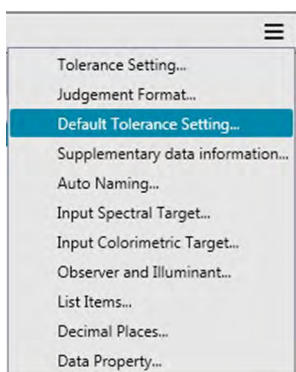 Tolerance Setting...
Judgement Format...
Default Tolerance Setting...
Supplementary data information...
Auto Naming...
Input Spectral Target...
Input Colorimetric Target...
Observer and Illuminant...
List Items...
Decimal Places...
Data Property...